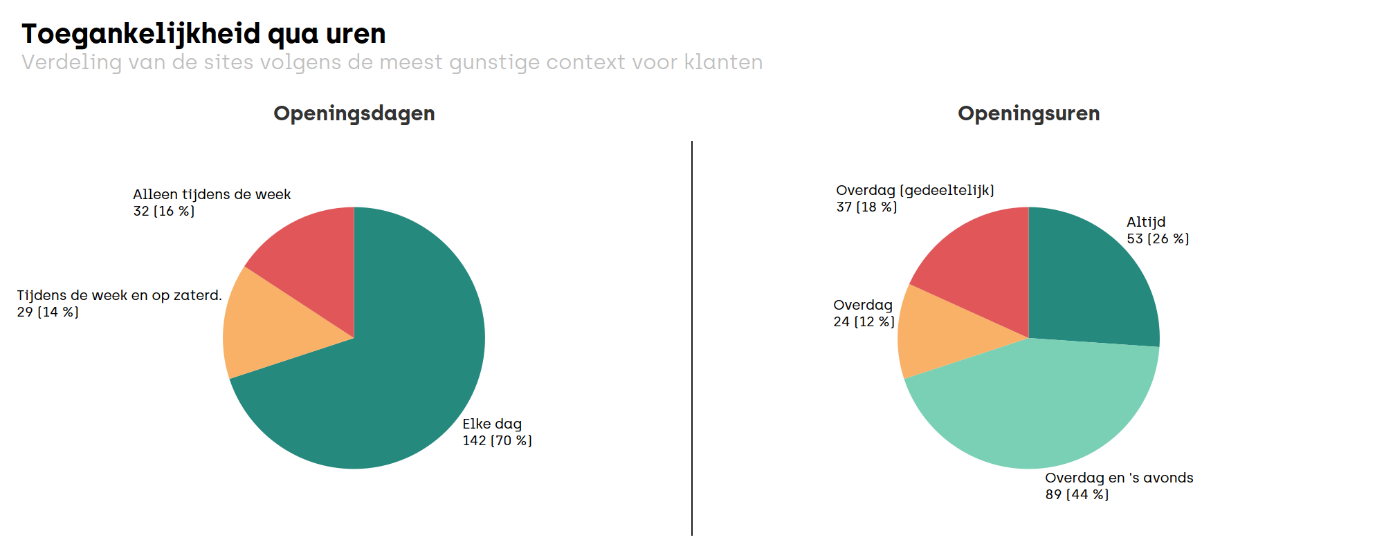 Toegankelijkheid qua uren
Verdeling van de sites volgens de meest gunstige context voor klanten
Openingsdagen
Alleen tijdens de week
32 (16 %)
Tijdens de week en op zaterd.
29 (14 %)
Elke dag
142 (70 %)
Openingsuren
Overdag (gedeeltelijk)
37 (18 %)
Altijd
53 (26 %)
Overdag
24 (12 %)
Overdag en 's avonds
89 (44 %)